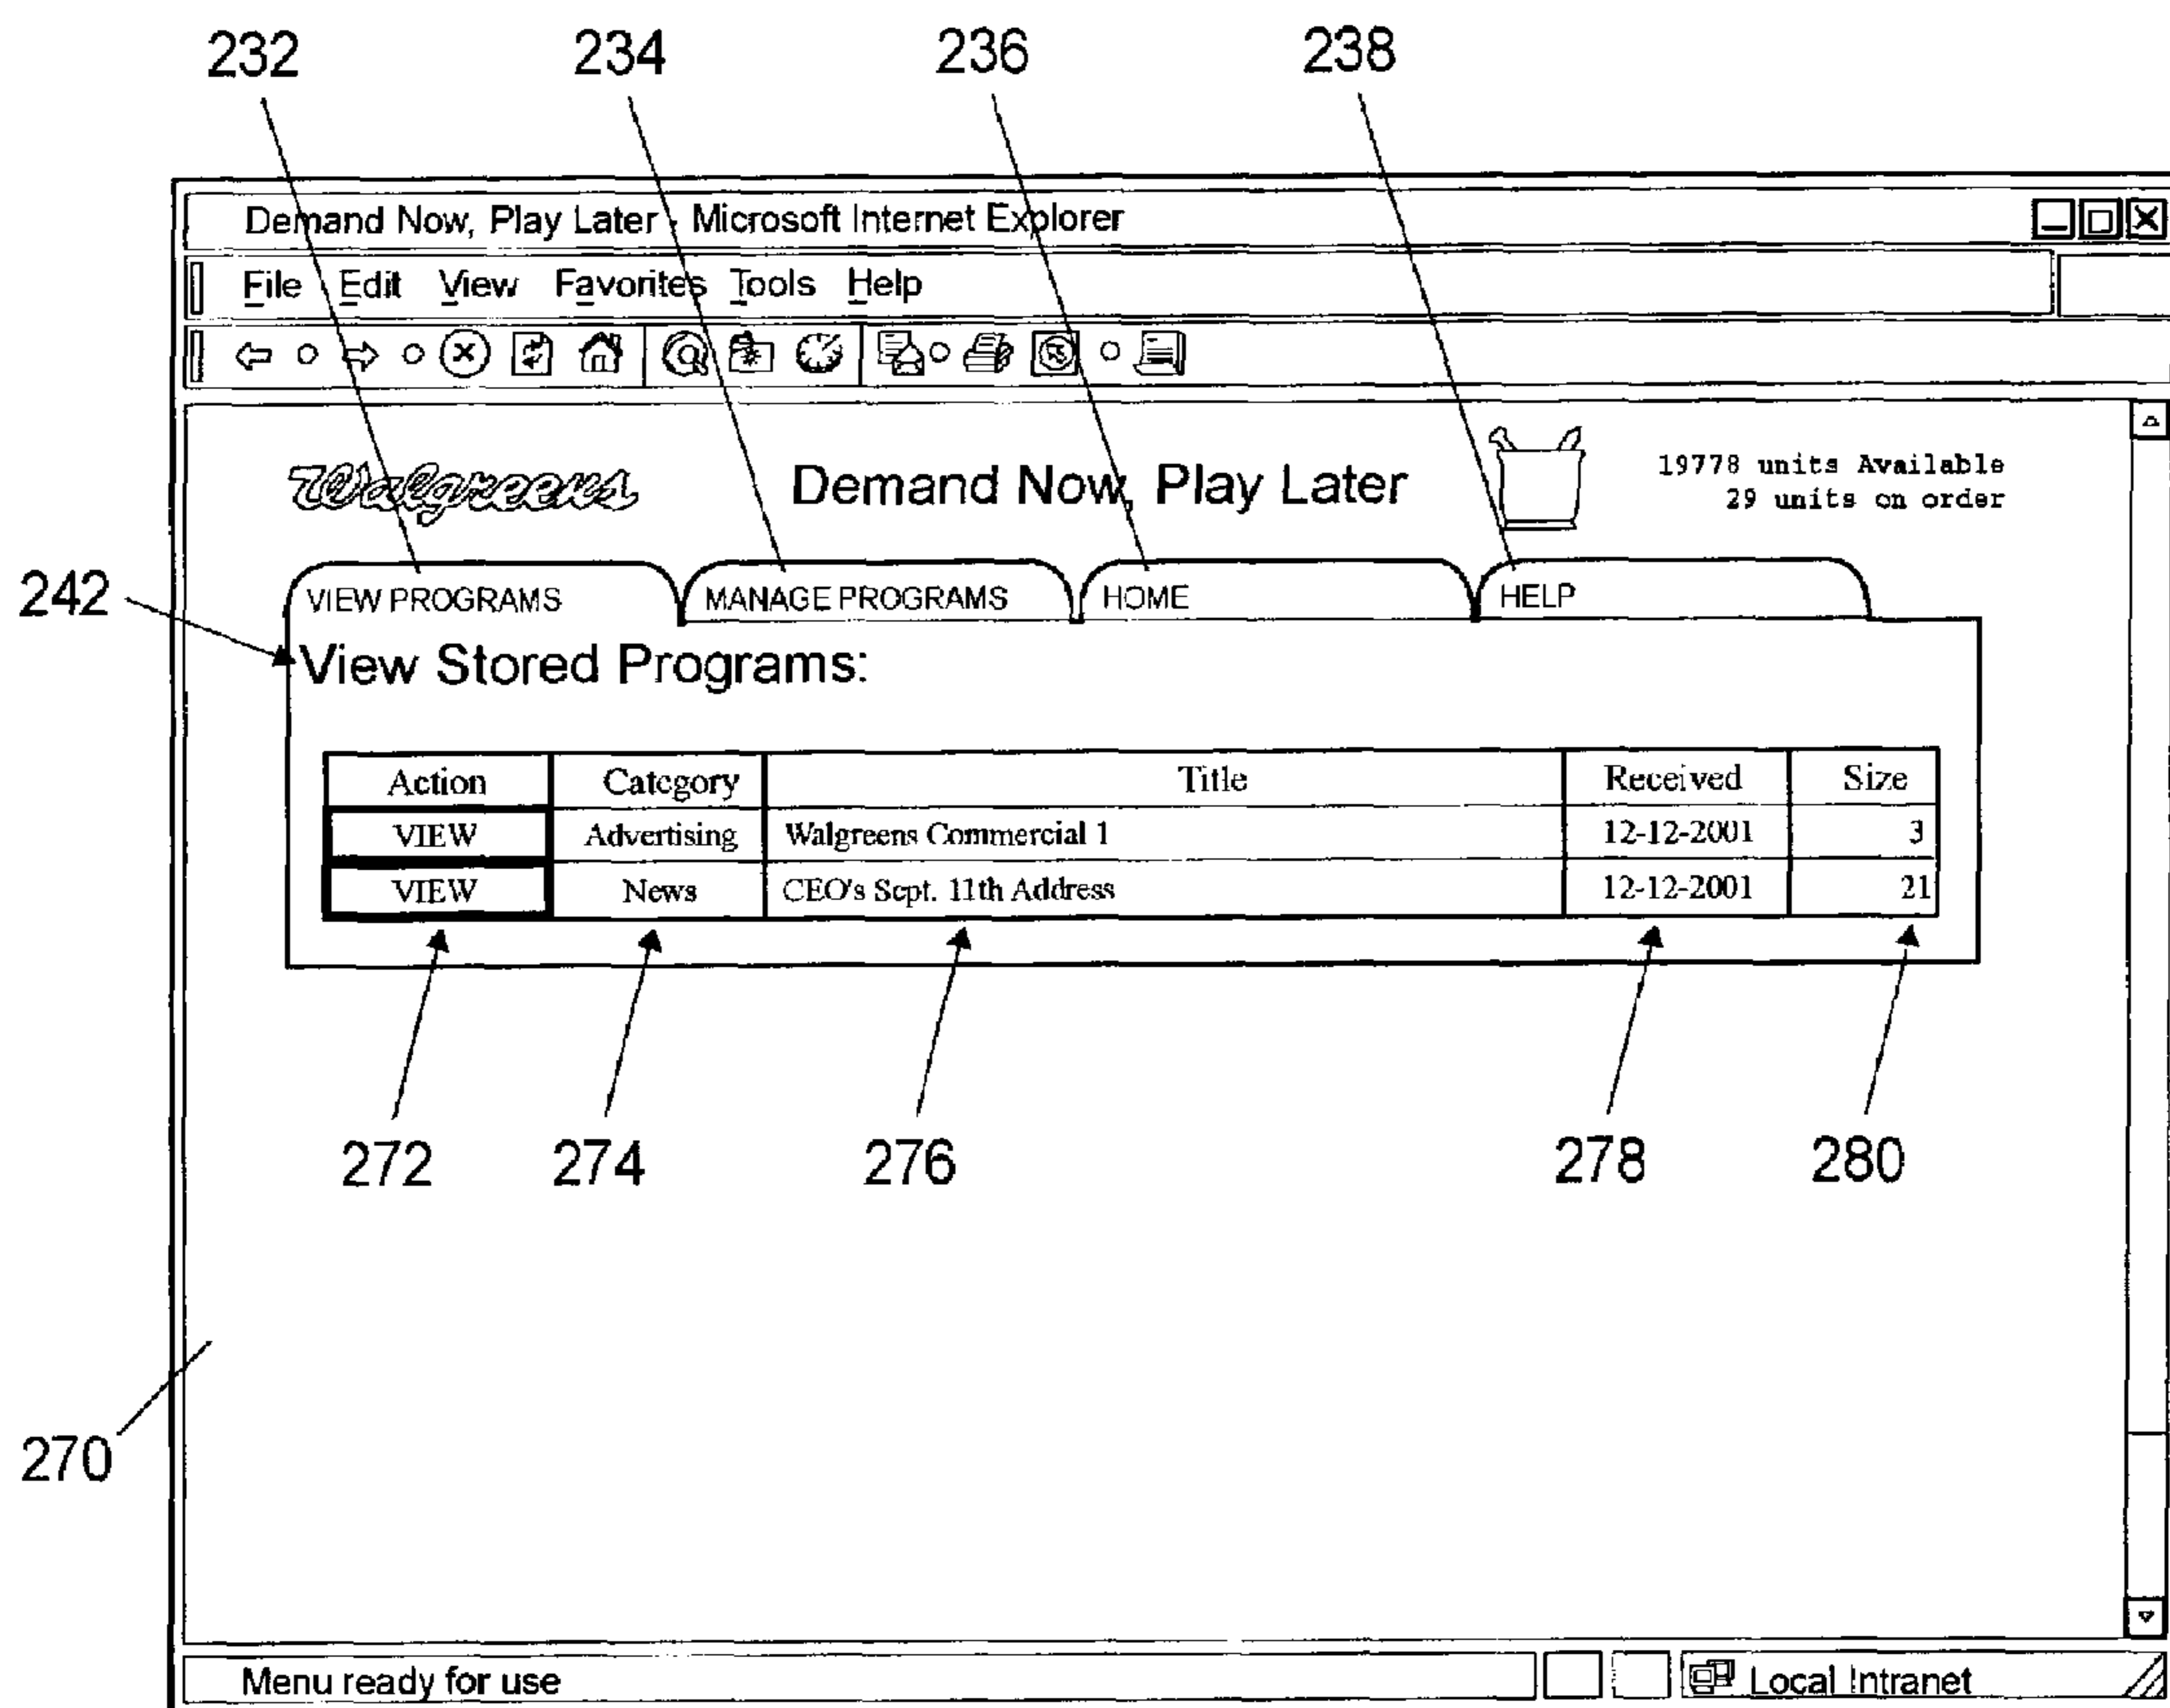 232 234 236 238
Demand Now, Play Later - Microsoft Internet Explorer
File Edit View Favorites Tools Help
Walgreens Demand Now, Play Later 19778 units Available
29 units on order
242
VIEW PROGRAMS MANAGE PROGRAMS HOME HELP
View Stored Programs:
Action Category Title Received Size
VIEW Advertising Walgreens Commercial 1 12-12-2001 3
VIEW News CEO's Sept. 11th Address 12-12-2001 21
272 274 276 278 280
270
Menu ready for use Local Intranet